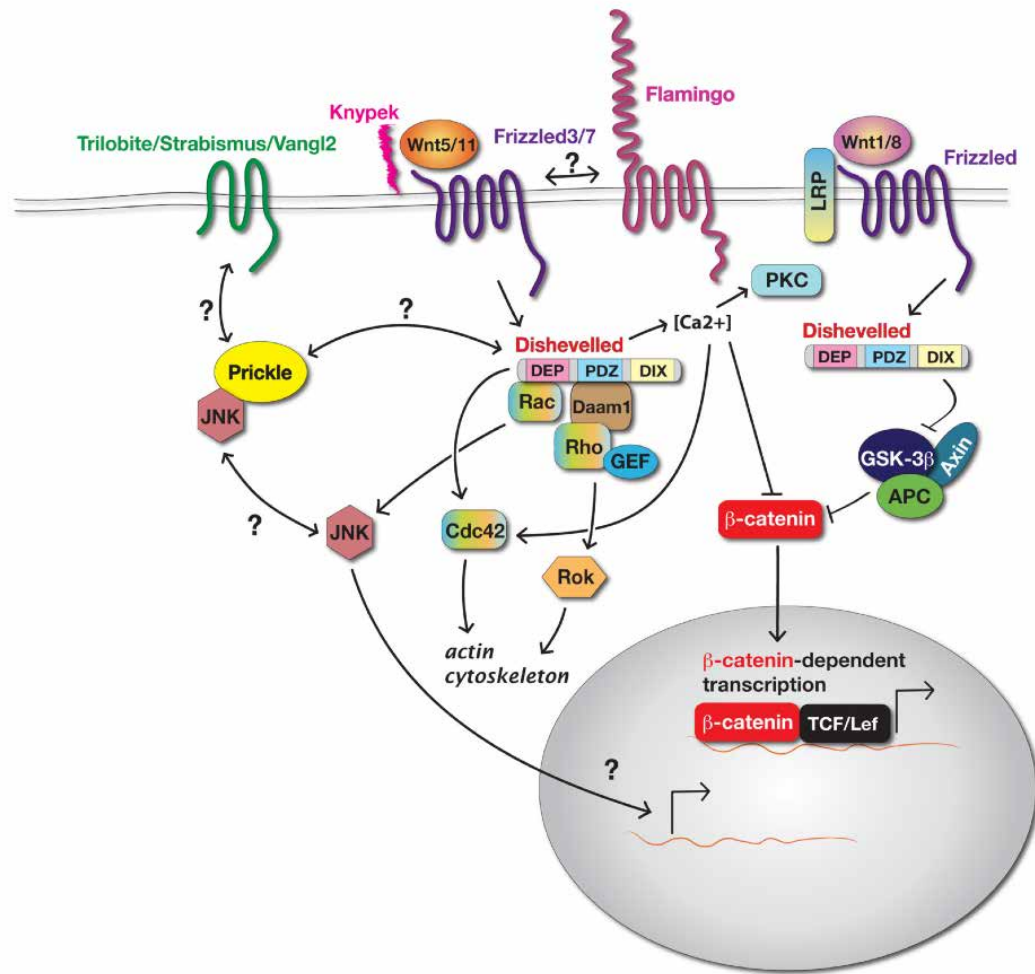 Flamingo
Knypek
Trilobite/Strabismus/Vangl2
Wnt5/11
Frizzled3/7
?
Wnt1/8
LRP
Frizzled
PKC
?
?
[Ca2+]
Dishevelled
DEP PDZ DIX
Dishevelled
DEP PDZ DIX
Prickle
JNK
Rac
Daam1
Rho
GEF
GSK-3β
Axin
APC
?
JNK
Cdc42
β-catenin
Rok
actin
cytoskeleton
β-catenin-dependent
transcription
β-catenin TCF/Lef
?